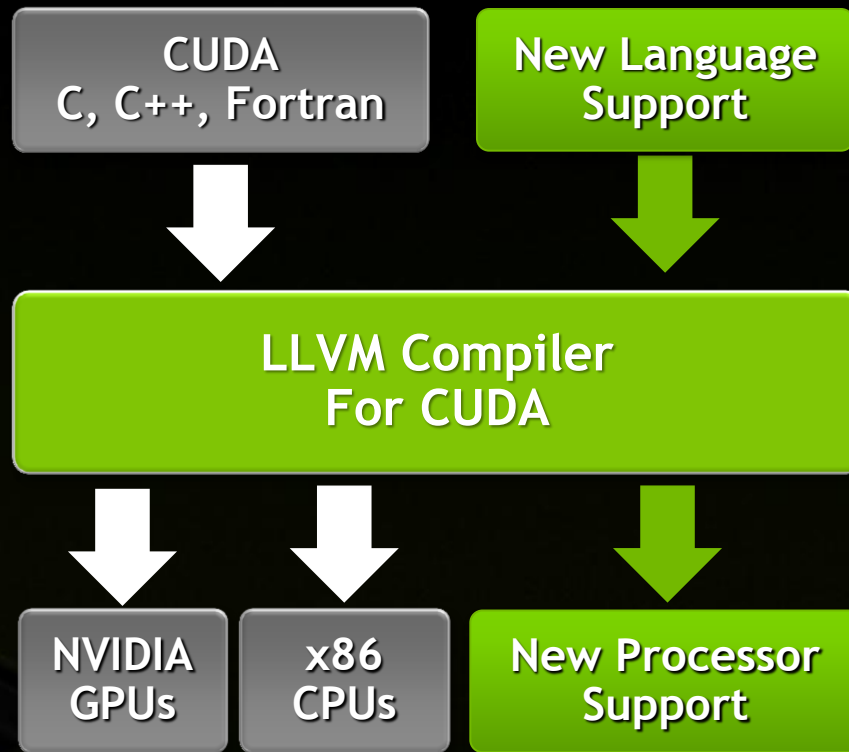 CUDA
C, C++, Fortran
New Language
Support
LLVM Compiler
For CUDA
NVIDIA
GPUs
x86
CPUs
New Processor
Support